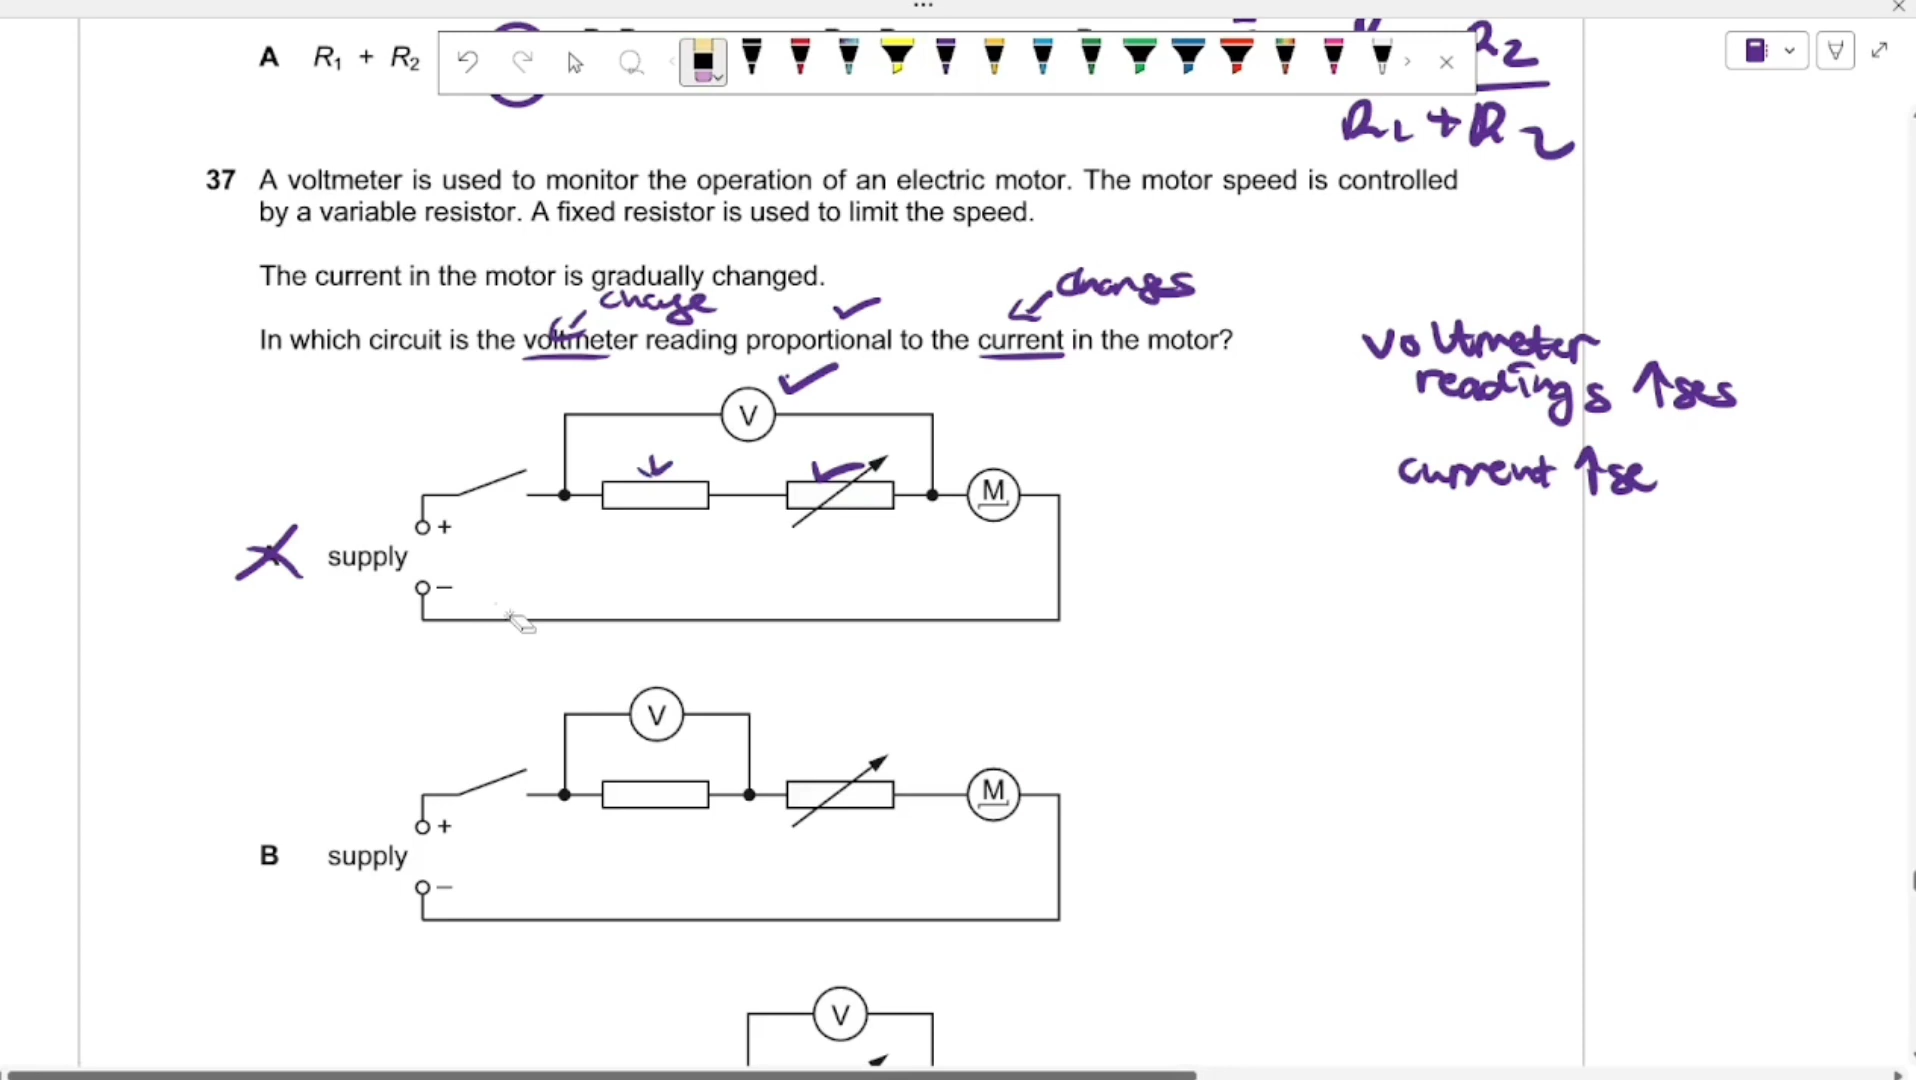 A R₁ + R₂
R₂
R₁ + R₂
37 A voltmeter is used to monitor the operation of an electric motor. The motor speed is controlled
by a variable resistor. A fixed resistor is used to limit the speed.
The current in the motor is gradually changed.
change
changes
In which circuit is the voltmeter reading proportional to the current in the motor?
voltmeter
readings ↑ses
current ↑se
V
M
+
supply
−
V
M
+
B supply
−
V